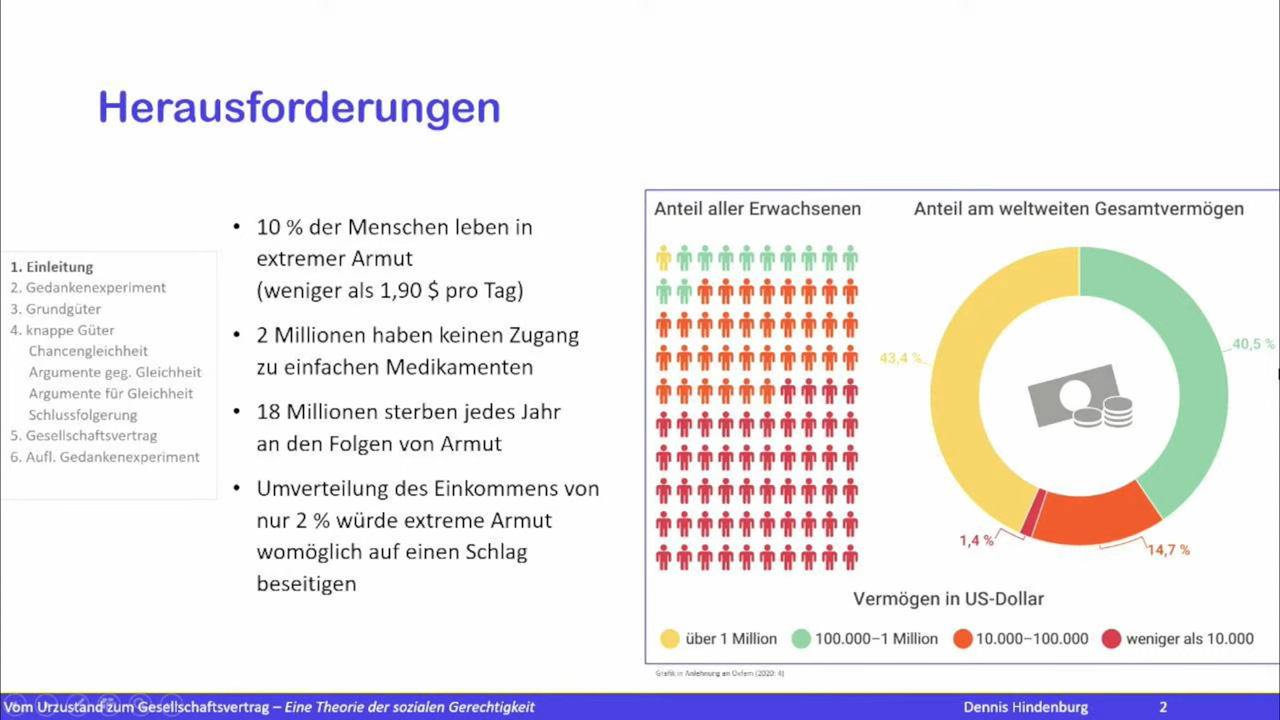 Herausforderungen
1. Einleitung
2. Gedankenexperiment
3. Grundgüter
4. knappe Güter
Chancengleichheit
Argumente geg. Gleichheit
Argumente für Gleichheit
Schlussfolgerung
5. Gesellschaftsvertrag
6. Aufl. Gedankenexperiment
• 10 % der Menschen leben in
extremer Armut
(weniger als 1,90 $ pro Tag)
• 2 Millionen haben keinen Zugang
zu einfachen Medikamenten
• 18 Millionen sterben jedes Jahr
an den Folgen von Armut
• Umverteilung des Einkommens von
nur 2 % würde extreme Armut
womöglich auf einen Schlag
beseitigen
Anteil aller Erwachsenen
Anteil am weltweiten Gesamtvermögen
43,4 %
40,5 %
1,4 %
14,7 %
Vermögen in US-Dollar
über 1 Million
100.000–1 Million
10.000–100.000
weniger als 10.000
Grafik in Anlehnung an Oxfam (2020: 4)
Vom Urzustand zum Gesellschaftsvertrag – Eine Theorie der sozialen Gerechtigkeit
Dennis Hindenburg
2